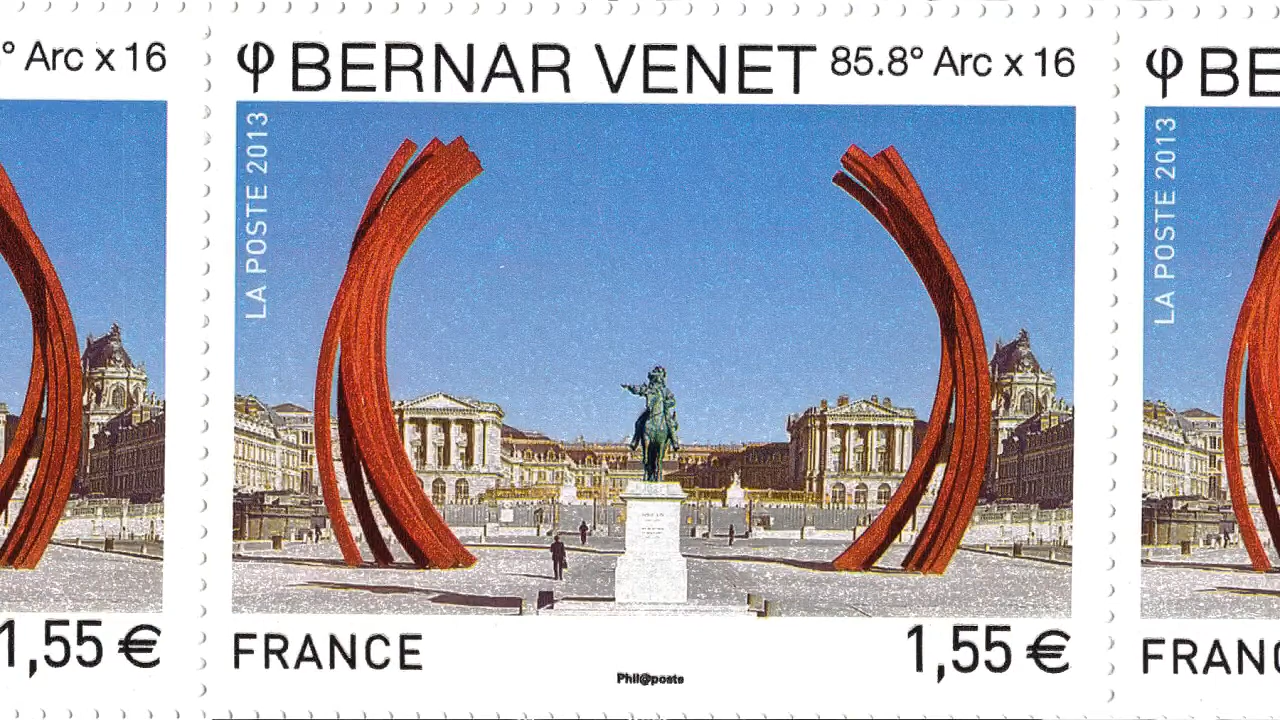 ° Arc x 16
φ BERNAR VENET 85.8° Arc x 16
φ BE
LA POSTE 2013
LA POSTE 2013
1,55 €
FRANCE
1,55 €
FRANC
Phil@poste